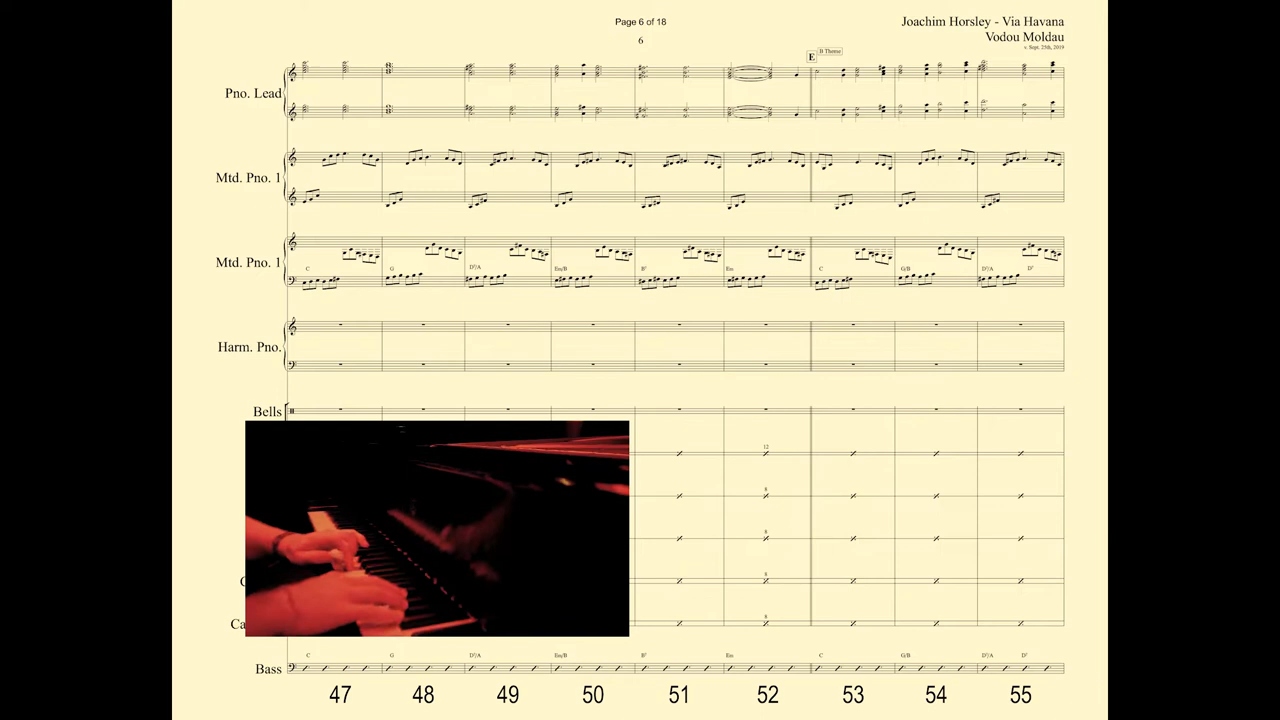 Page 6 of 18
6
Joachim Horsley - Via Havana
Vodou Moldau
v. Sept. 25th, 2019
E
B Theme
Pno. Lead
Mtd. Pno. 1
Mtd. Pno. 1
C G D⁷/A Em/B B⁷ Em C G/B D⁷/A D⁷
Harm. Pno.
Bells
12
8
8
8
8
Ca
Bass
C G D⁷/A Em/B B⁷ Em C G/B D⁷/A D⁷
47 48 49 50 51 52 53 54 55